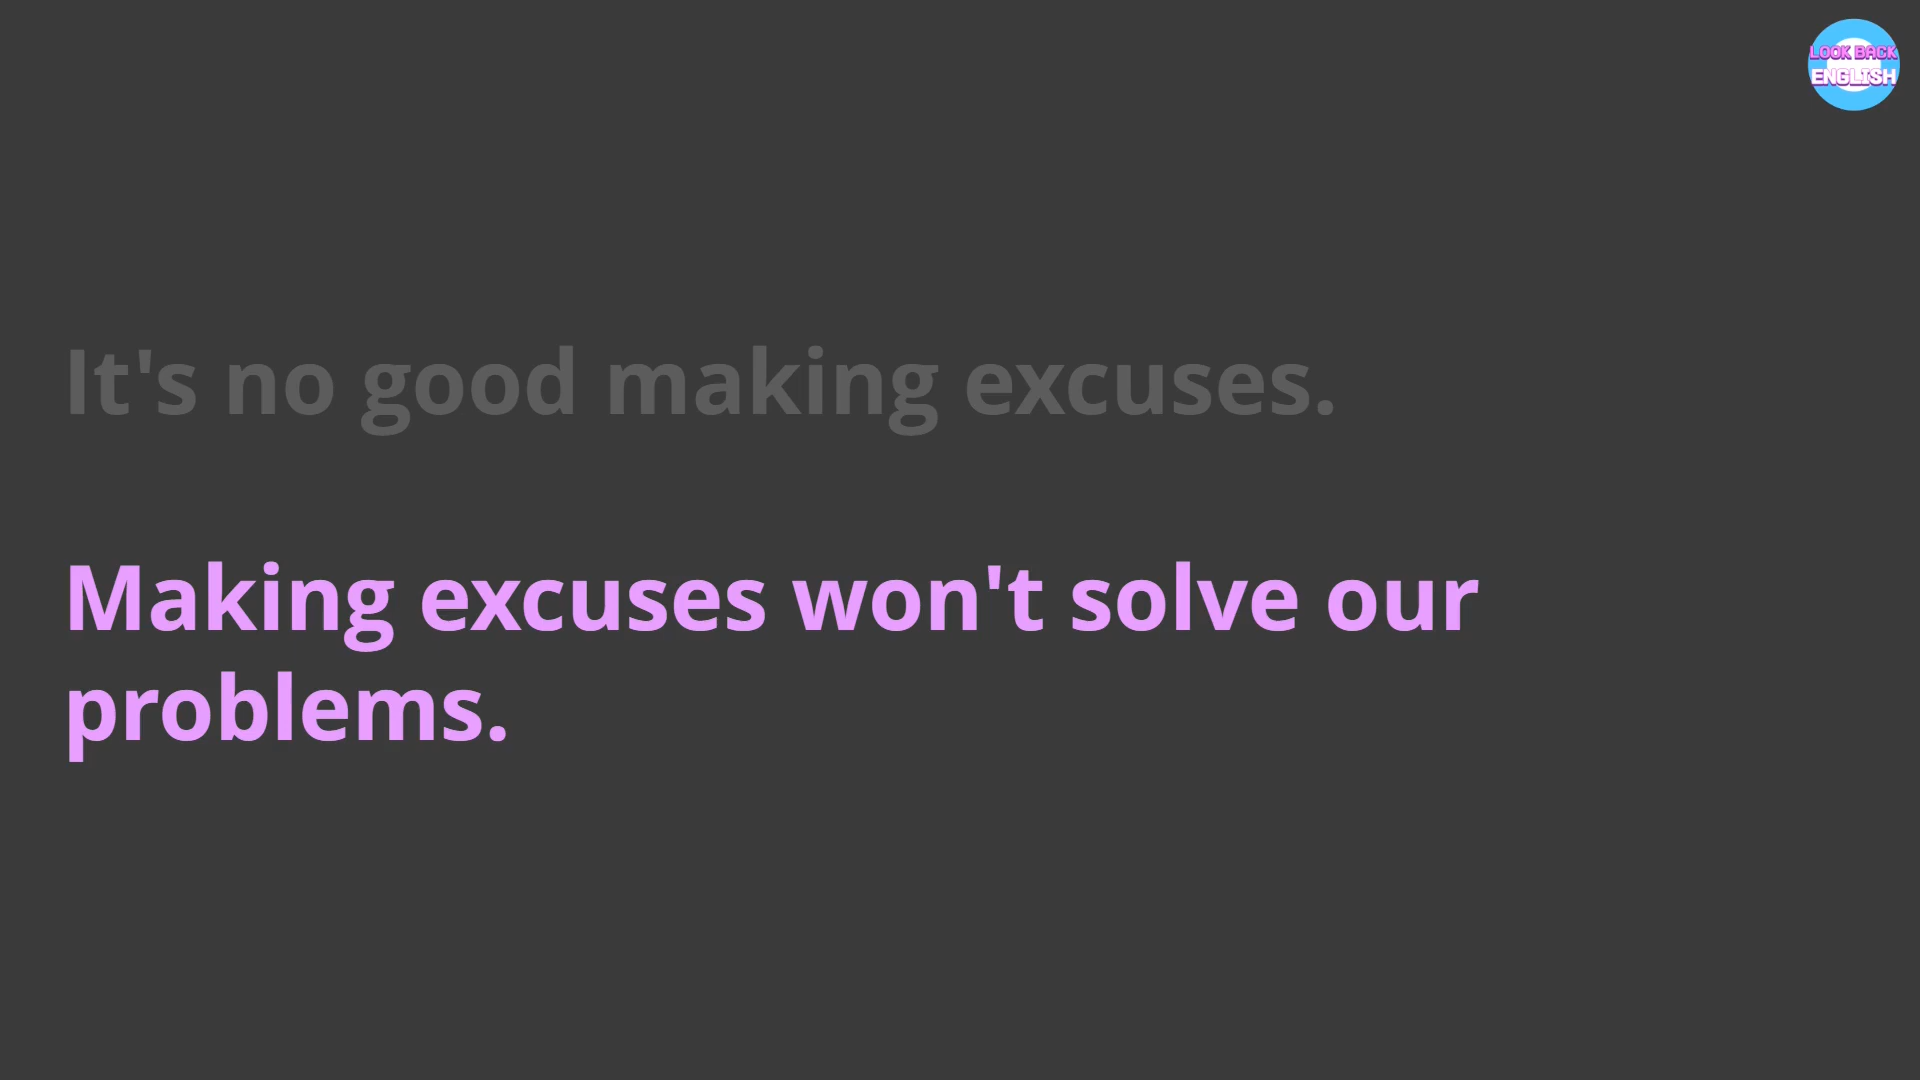 LOOK BACK
ENGLISH
It's no good making excuses.
Making excuses won't solve our
problems.